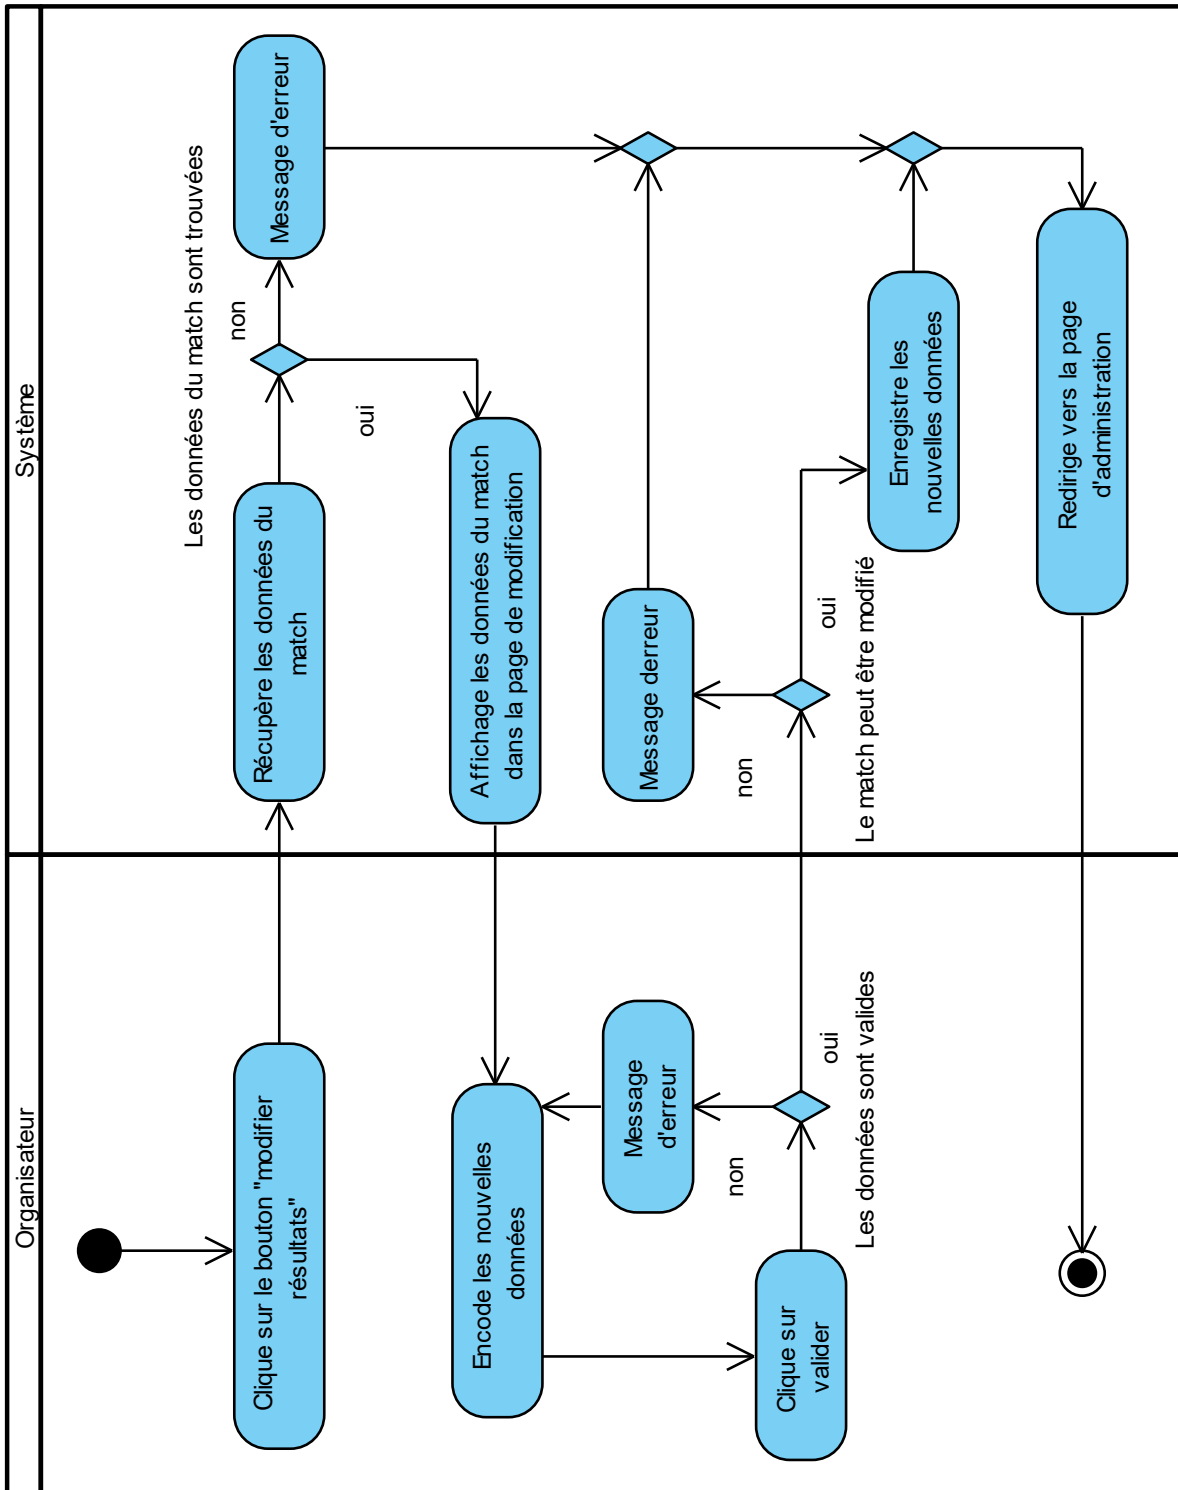 Organisateur
Système
Clique sur le bouton "modifier
résultats"
Récupère les données du
match
Les données du match sont trouvées
non
Message d'erreur
oui
Affichage les données du match
dans la page de modification
Encode les nouvelles
données
Clique sur
valider
Les données sont valides
non
Message
d'erreur
oui
Le match peut être modifié
non
Message derreur
oui
Enregistre les
nouvelles données
Redirige vers la page
d'administration